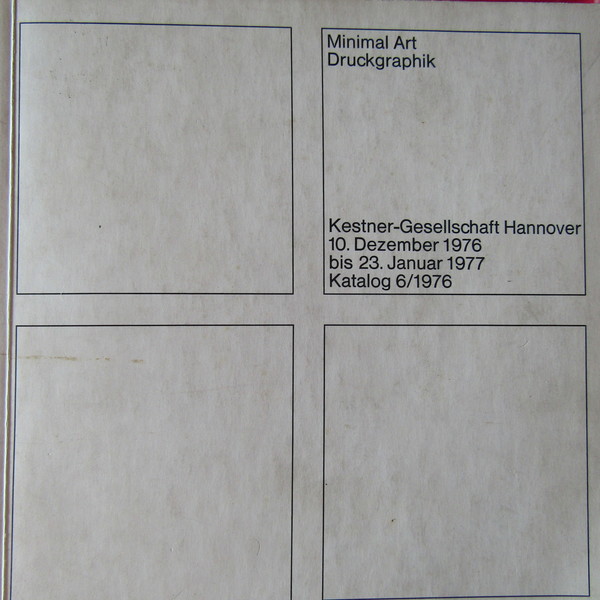 Minimal Art
Druckgraphik
Kestner-Gesellschaft Hannover
10. Dezember 1976
bis 23. Januar 1977
Katalog 6/1976